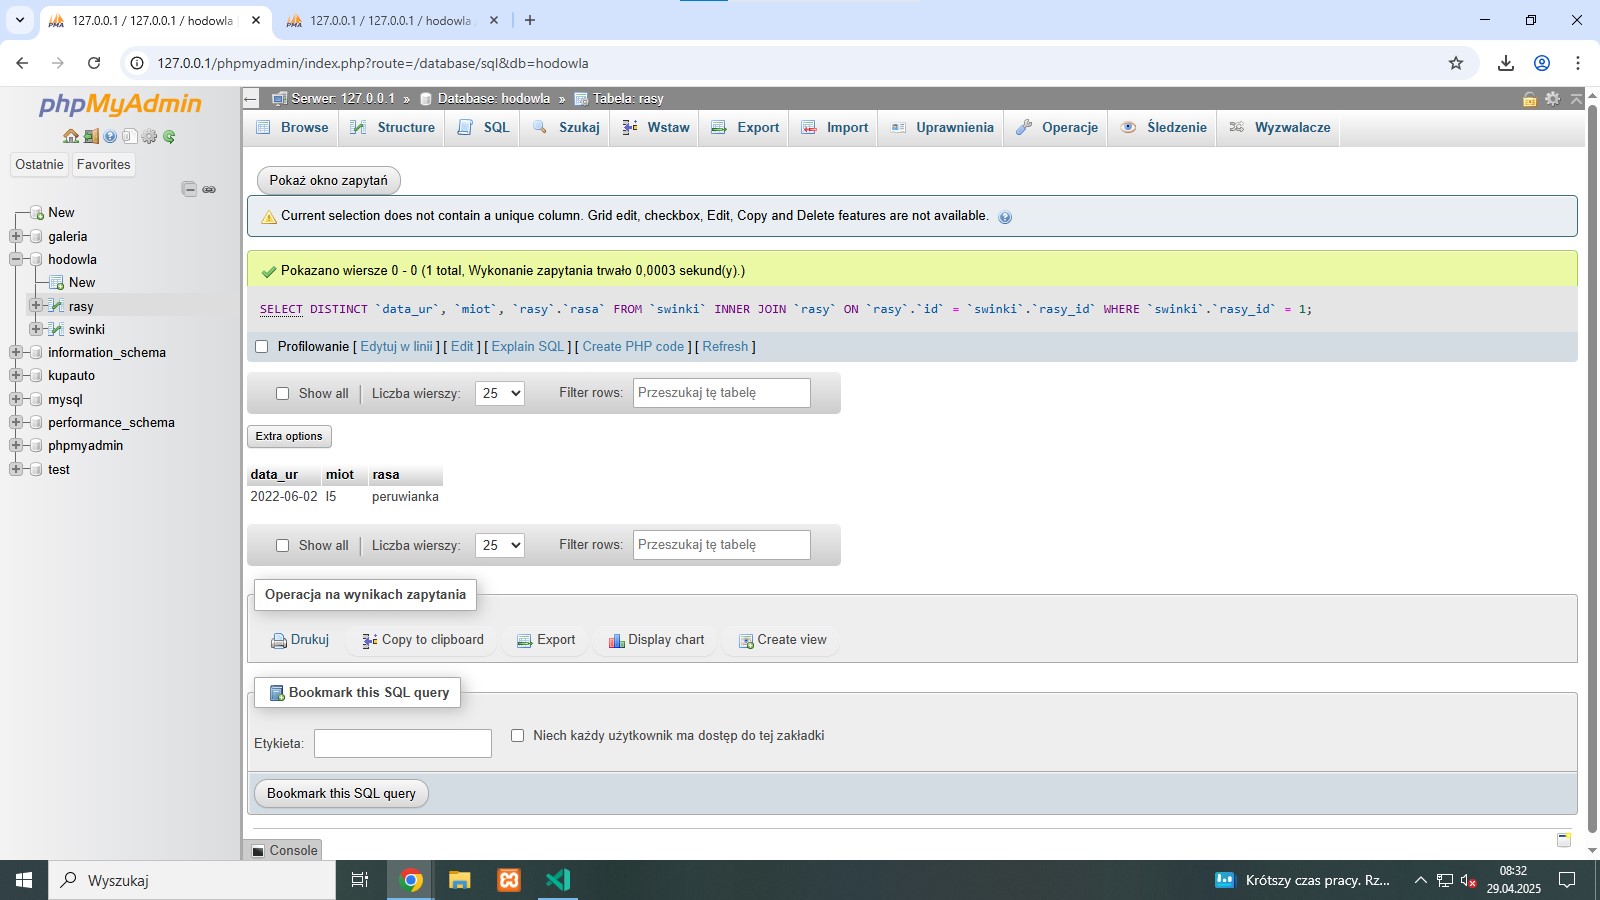 127.0.0.1 / 127.0.0.1 / hodowla
127.0.0.1 / 127.0.0.1 / hodowla
127.0.0.1/phpmyadmin/index.php?route=/database/sql&db=hodowla
phpMyAdmin
Ostatnie Favorites
New
galeria
hodowla
New
rasy
swinki
information_schema
kupauto
mysql
performance_schema
phpmyadmin
test
Serwer: 127.0.0.1 » Database: hodowla » Tabela: rasy
Browse Structure SQL Szukaj Wstaw Export Import Uprawnienia Operacje Śledzenie Wyzwalacze
Pokaż okno zapytań
Current selection does not contain a unique column. Grid edit, checkbox, Edit, Copy and Delete features are not available.
Pokazano wiersze 0 - 0 (1 total, Wykonanie zapytania trwało 0,0003 sekund(y).)
SELECT DISTINCT `data_ur`, `miot`, `rasy`.`rasa` FROM `swinki` INNER JOIN `rasy` ON `rasy`.`id` = `swinki`.`rasy_id` WHERE `swinki`.`rasy_id` = 1;
Profilowanie [ Edytuj w linii ] [ Edit ] [ Explain SQL ] [ Create PHP code ] [ Refresh ]
Show all Liczba wierszy: 25 Filter rows: Przeszukaj tę tabelę
Extra options
data_ur miot rasa
2022-06-02 I5 peruwianka
Show all Liczba wierszy: 25 Filter rows: Przeszukaj tę tabelę
Operacja na wynikach zapytania
Drukuj Copy to clipboard Export Display chart Create view
Bookmark this SQL query
Etykieta: Niech każdy użytkownik ma dostęp do tej zakładki
Bookmark this SQL query
Console
Wyszukaj
Krótszy czas pracy. Rz...
08:32
29.04.2025